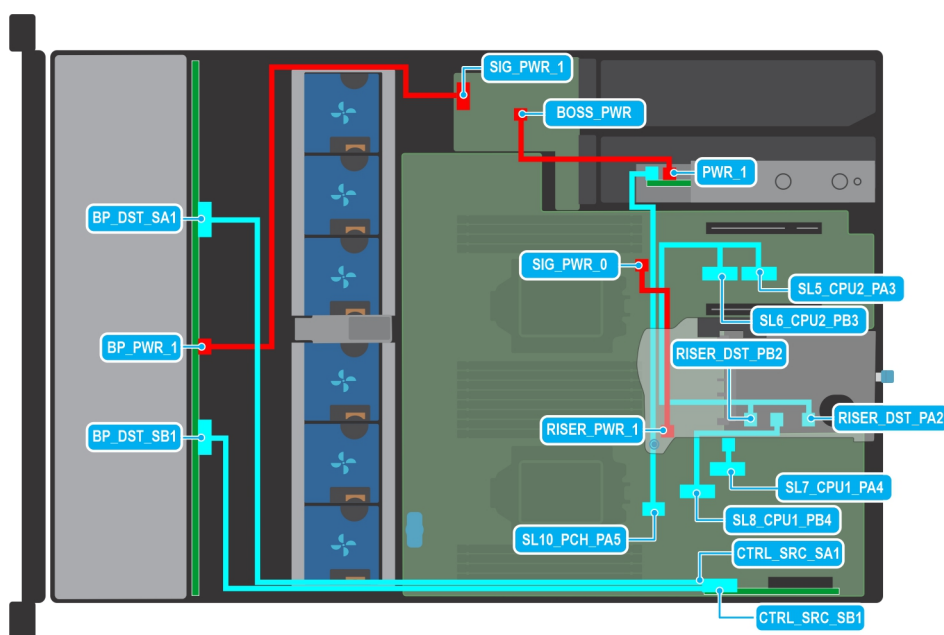 SIG_PWR_1
BOSS_PWR
PWR_1
BP_DST_SA1
SIG_PWR_0
SL5_CPU2_PA3
SL6_CPU2_PB3
BP_PWR_1
RISER_DST_PB2
RISER_DST_PA2
BP_DST_SB1
RISER_PWR_1
SL7_CPU1_PA4
SL8_CPU1_PB4
SL10_PCH_PA5
CTRL_SRC_SA1
CTRL_SRC_SB1